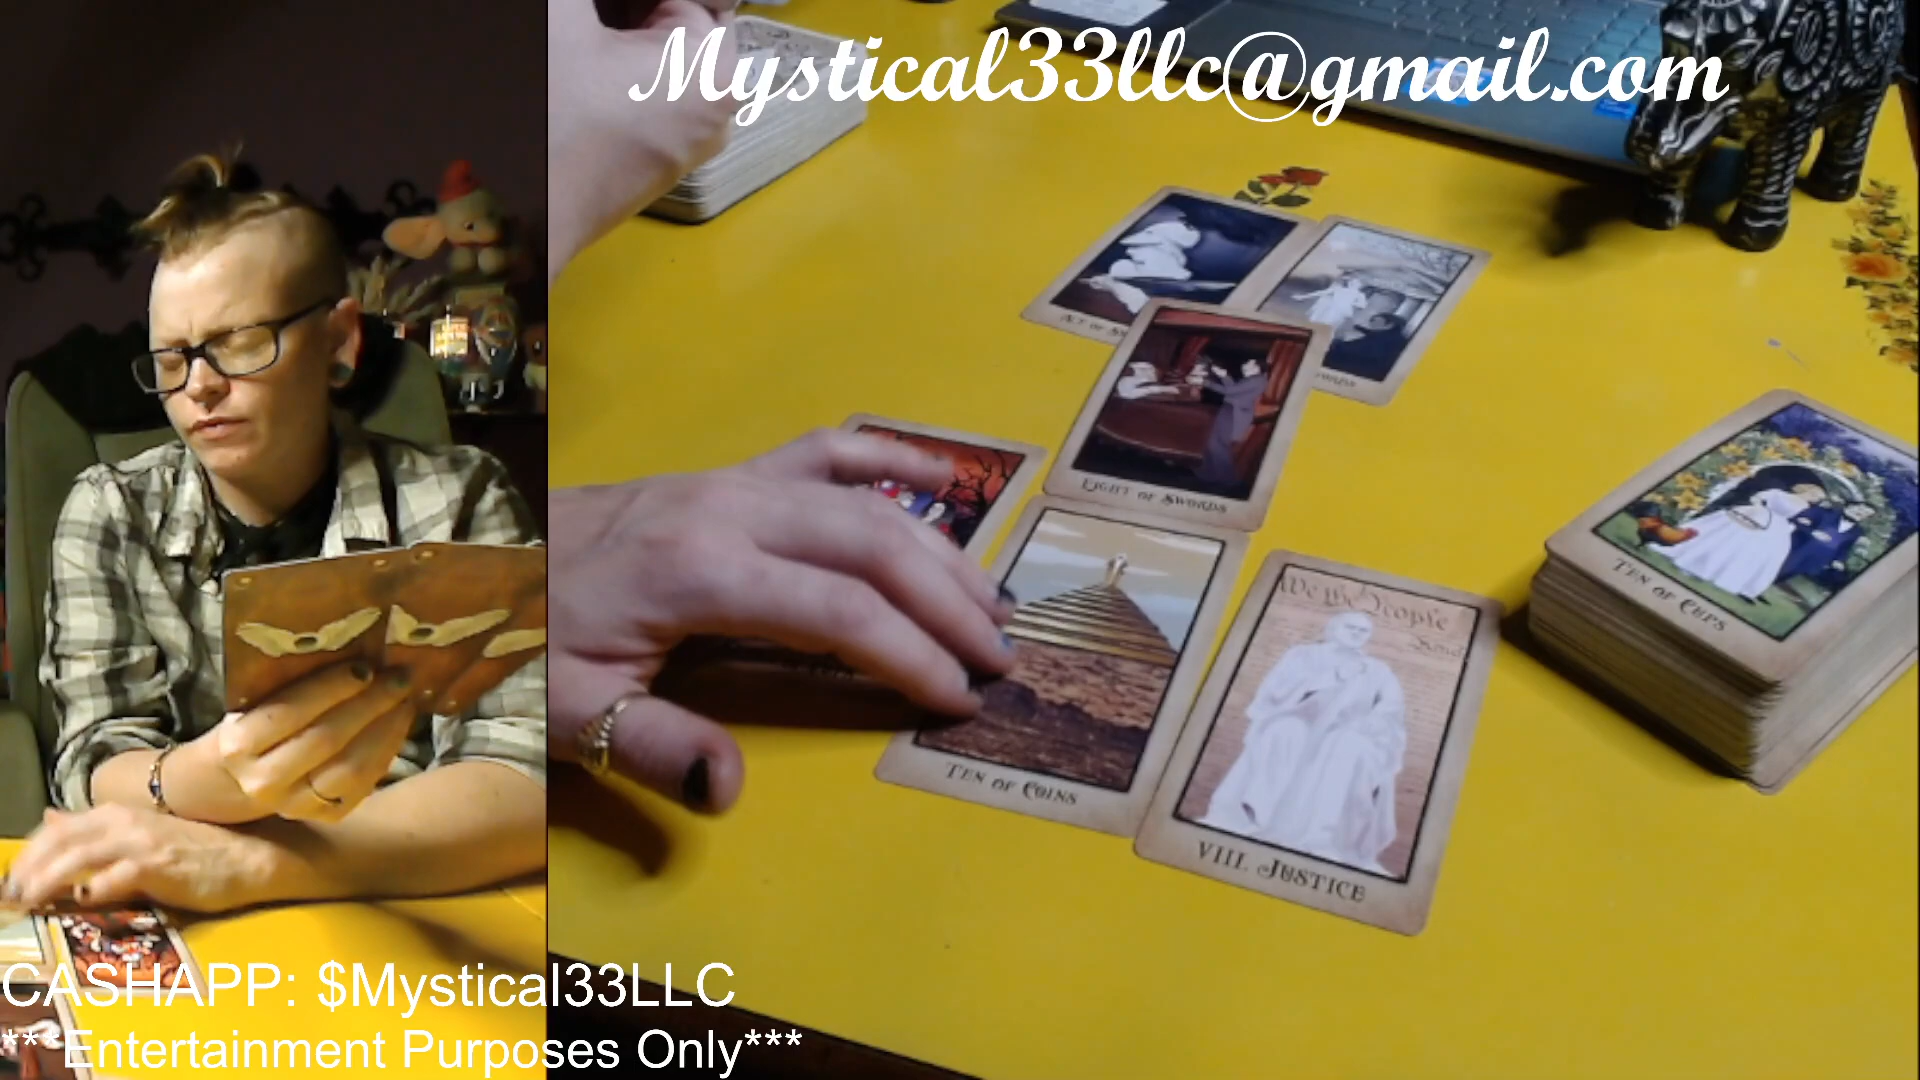 Mystical33llc@gmail.com
We the People
SWORDS
EIGHT OF SWORDS
TEN OF CUPS
TEN OF COINS
VIII. JUSTICE
CASHAPP: $Mystical33LLC
***Entertainment Purposes Only***